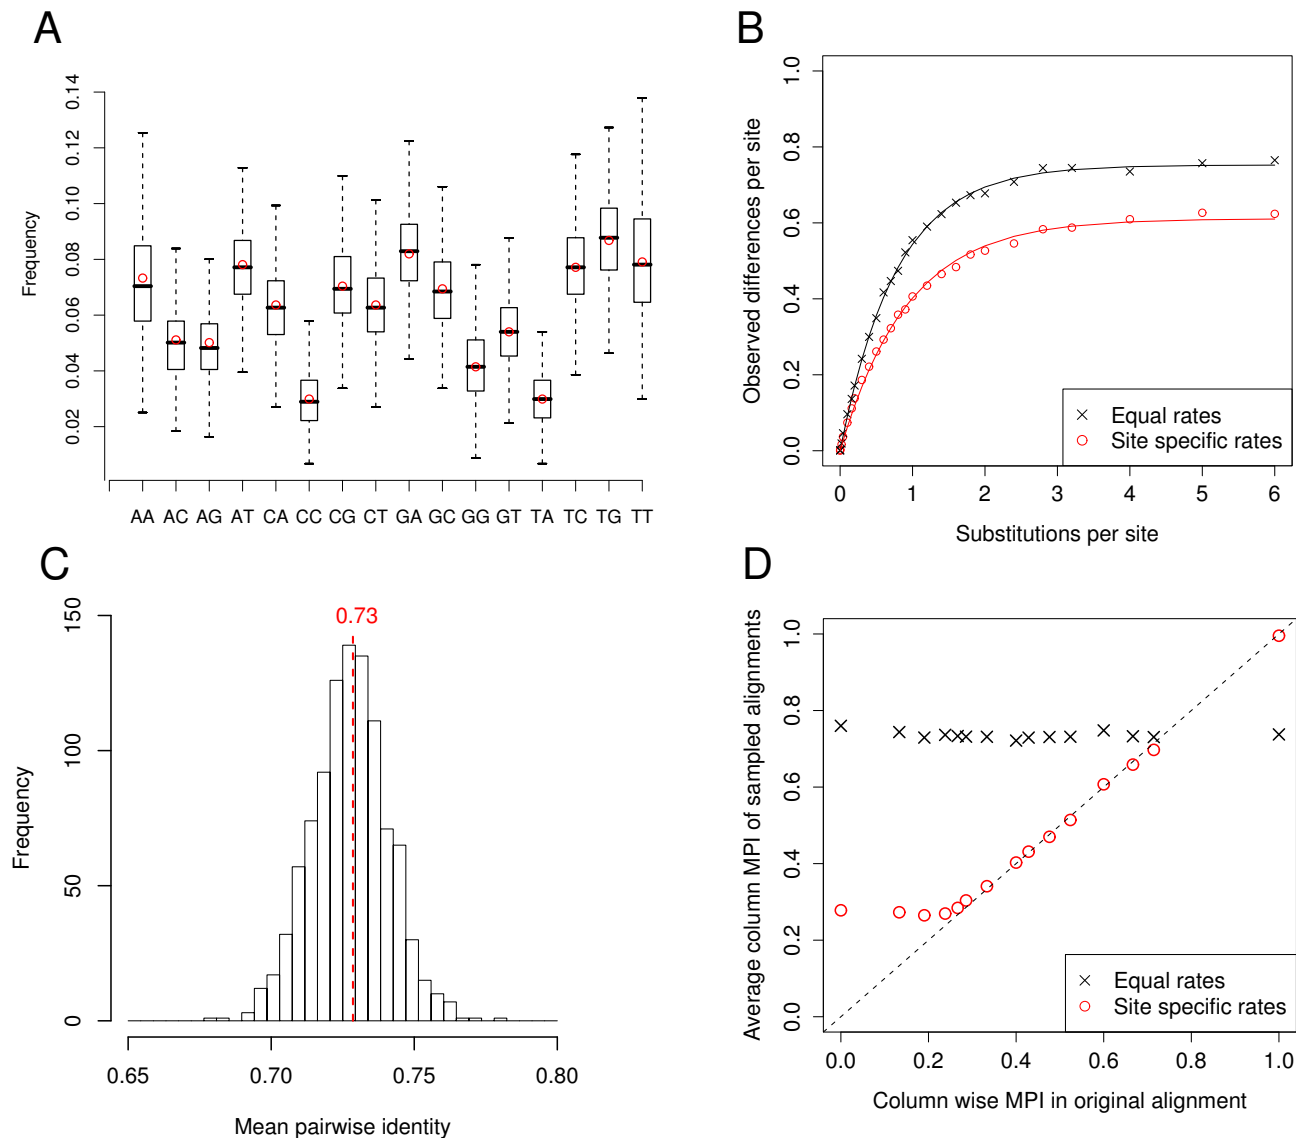 A
Frequency
0.02 0.04 0.06 0.08 0.10 0.12 0.14
AA AC AG AT CA CC CG CT GA GC GG GT TA TC TG TT
B
Observed differences per site
0.0 0.2 0.4 0.6 0.8 1.0
Equal rates
Site specific rates
0 1 2 3 4 5 6
Substitutions per site
C
0.73
Frequency
0 50 100 150
0.65 0.70 0.75 0.80
Mean pairwise identity
D
Average column MPI of sampled alignments
0.0 0.2 0.4 0.6 0.8 1.0
Equal rates
Site specific rates
0.0 0.2 0.4 0.6 0.8 1.0
Column wise MPI in original alignment